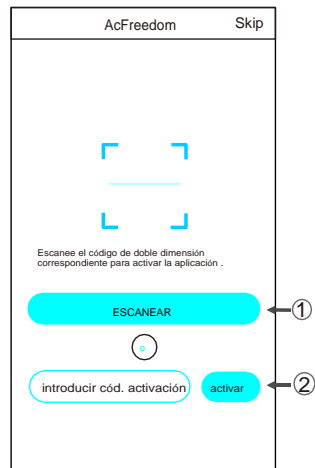 AcFreedom Skip
Escanee el código de doble dimensión
correspondiente para activar la aplicación .
ESCANEAR
①
o
introducir cód. activación activar
②